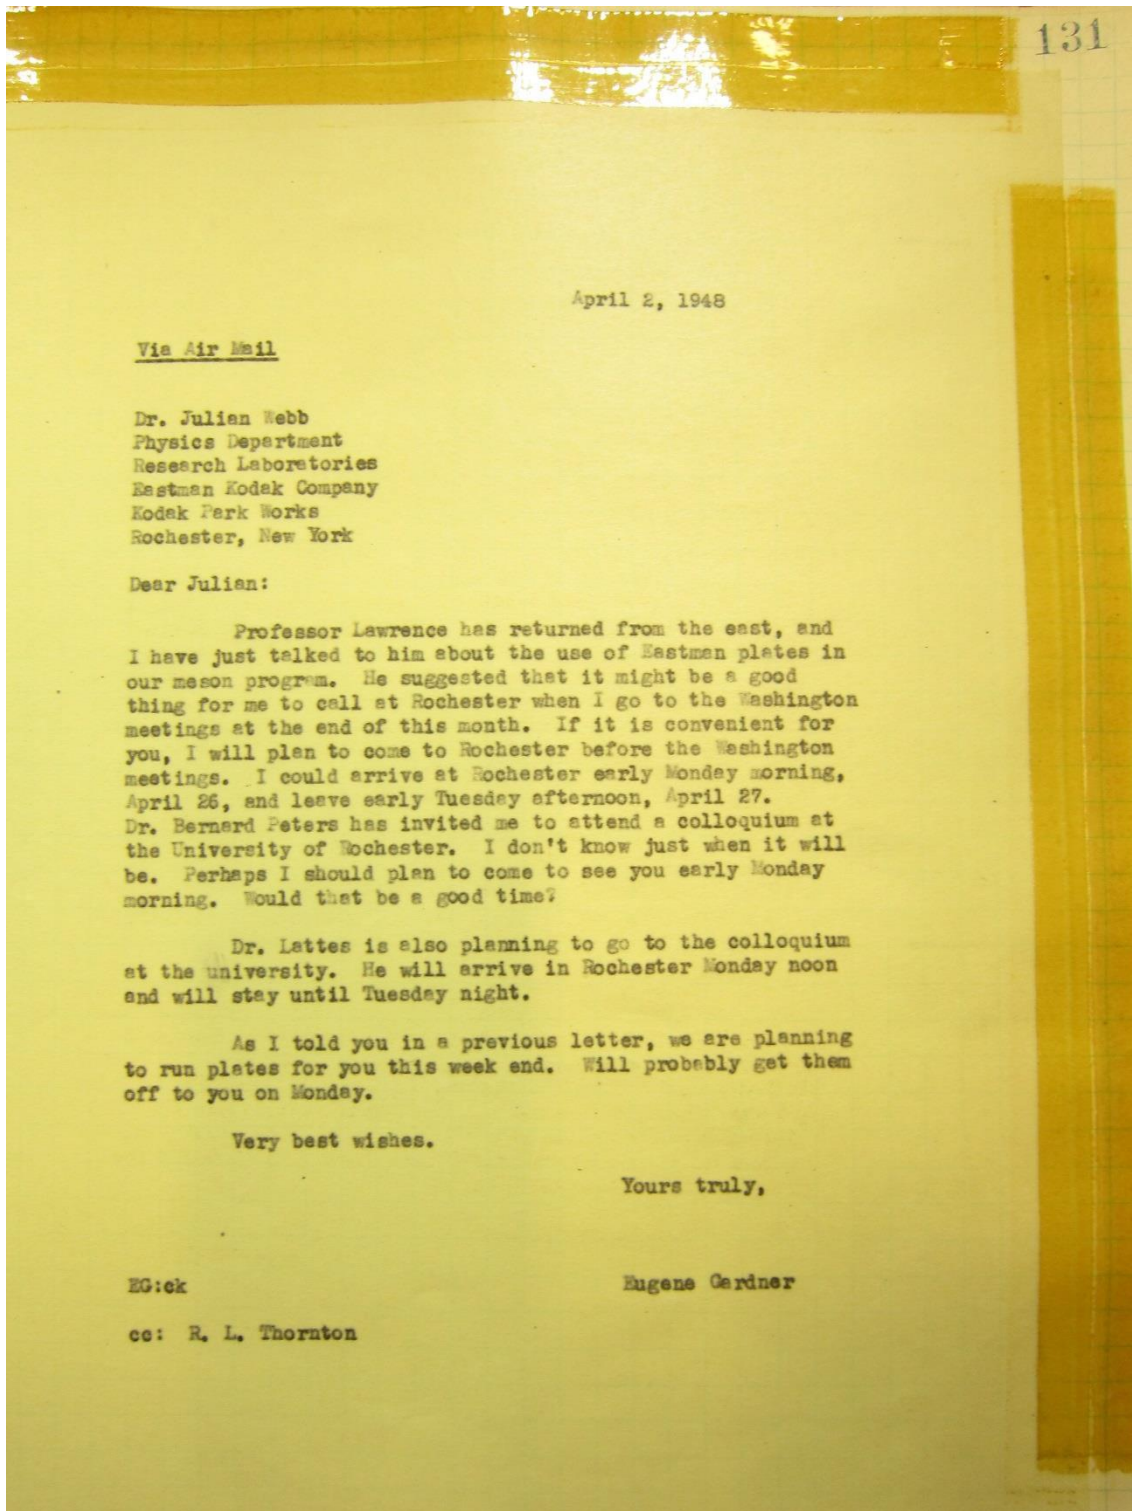 131
April 2, 1948
Via Air Mail
Dr. Julian Webb
Physics Department
Research Laboratories
Eastman Kodak Company
Kodak Park Works
Rochester, New York
Dear Julian:
Professor Lawrence has returned from the east, and
I have just talked to him about the use of Eastman plates in
our meson program. He suggested that it might be a good
thing for me to call at Rochester when I go to the Washington
meetings at the end of this month. If it is convenient for
you, I will plan to come to Rochester before the Washington
meetings. I could arrive at Rochester early Monday morning,
April 26, and leave early Tuesday afternoon, April 27.
Dr. Bernard Peters has invited me to attend a colloquium at
the University of Rochester. I don't know just when it will
be. Perhaps I should plan to come to see you early Monday
morning. Would that be a good time?
Dr. Lattes is also planning to go to the colloquium
at the university. He will arrive in Rochester Monday noon
and will stay until Tuesday night.
As I told you in a previous letter, we are planning
to run plates for you this week end. Will probably get them
off to you on Monday.
Very best wishes.
Yours truly,
EG:ck
Eugene Gardner
cc: R. L. Thornton